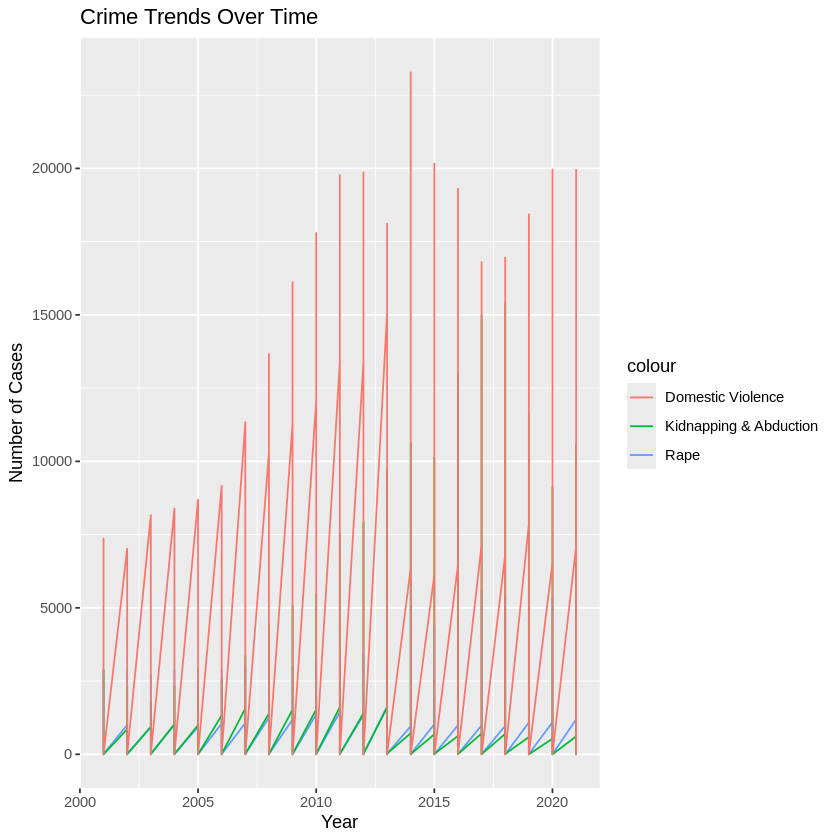 Crime Trends Over Time
Number of Cases
20000
15000
10000
5000
0
2000
2005
2010
2015
2020
Year
colour
Domestic Violence
Kidnapping & Abduction
Rape